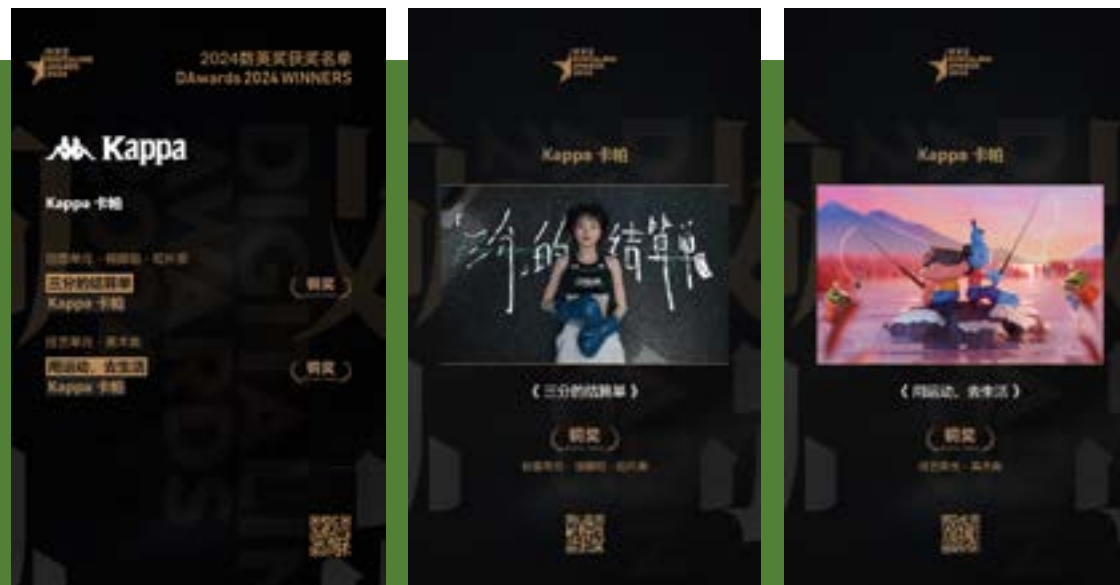 2024数英奖获奖名单
DAwards 2024 WINNERS
Kappa
Kappa 卡帕
三分的结算单
铜奖
Kappa 卡帕
用运动，去生活
铜奖
Kappa 卡帕
DIGITALING
AWARDS
Kappa 卡帕
三分的结算单
《 三分的结算单 》
铜奖
Kappa 卡帕
《 用运动，去生活 》
铜奖